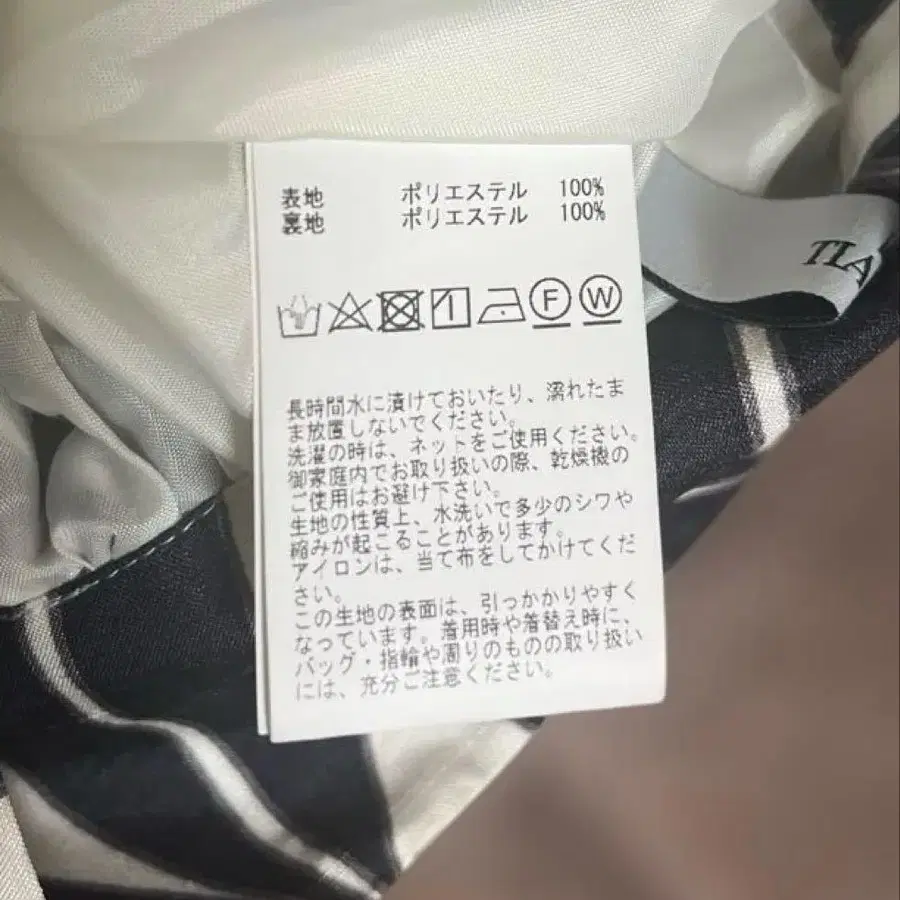 表地 ポリエステル 100%
裏地 ポリエステル 100%
F W
長時間水に漬けておいたり、濡れたま
ま放置しないでください。
洗濯の時は、ネットをご使用ください。
御家庭内でお取り扱いの際、乾燥機の
ご使用はお避け下さい。
生地の性質上、水洗いで多少のシワや
縮みが起こることがあります。
アイロンは、当て布をしてかけてくだ
さい。
この生地の表面は、引っかかりやすく
なっています。着用時や着替え時に、
バッグ・指輪や周りのものの取り扱い
には、充分ご注意ください。